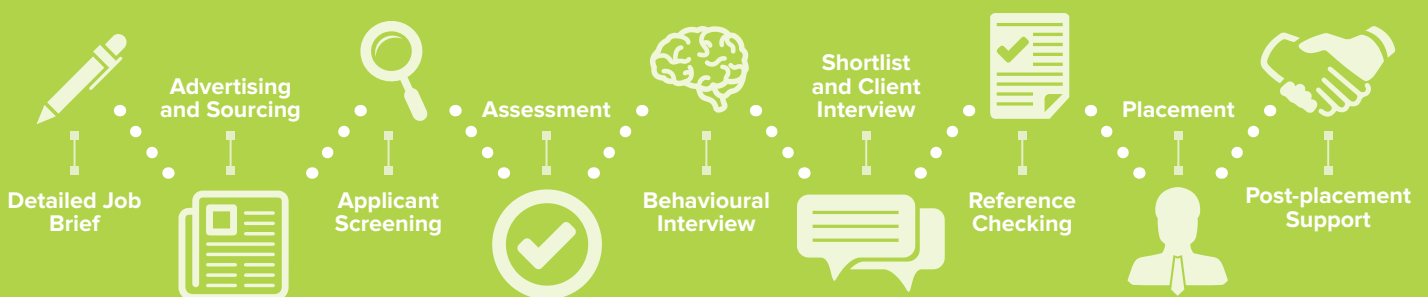 Detailed Job
Brief
Advertising
and Sourcing
Applicant
Screening
Assessment
Behavioural
Interview
Shortlist
and Client
Interview
Reference
Checking
Placement
Post-placement
Support